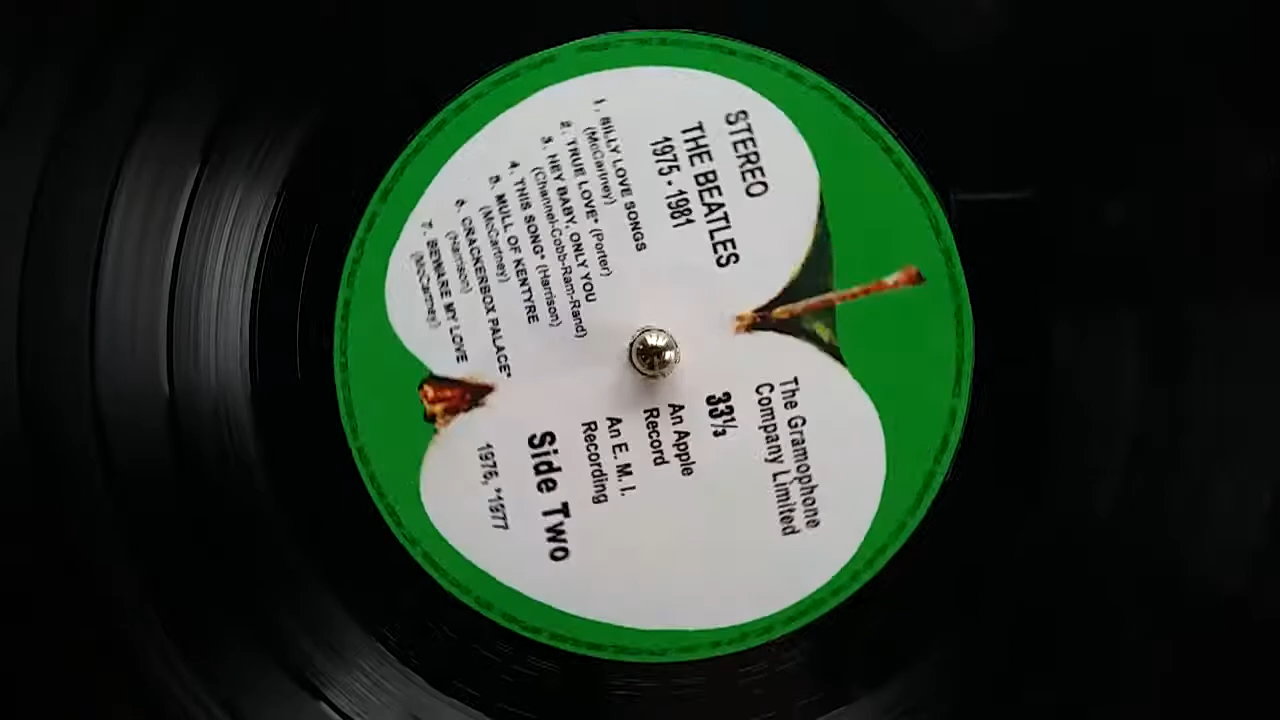 STEREO
THE BEATLES
1975 - 1981
1. SILLY LOVE SONGS
(McCartney)
2. TRUE LOVE* (Porter)
3. HEY BABY, ONLY YOU
(Channel-Cobb-Ram-Rand)
4. THIS SONG* (Harrison)
5. MULL OF KENTYRE
(McCartney)
6. CRACKERBOX PALACE*
(Harrison)
7. BEWARE MY LOVE
(McCartney)
The Gramophone
Company Limited
33⅓
An Apple
Record
An E. M. I.
Recording
Side Two
1976, *1977